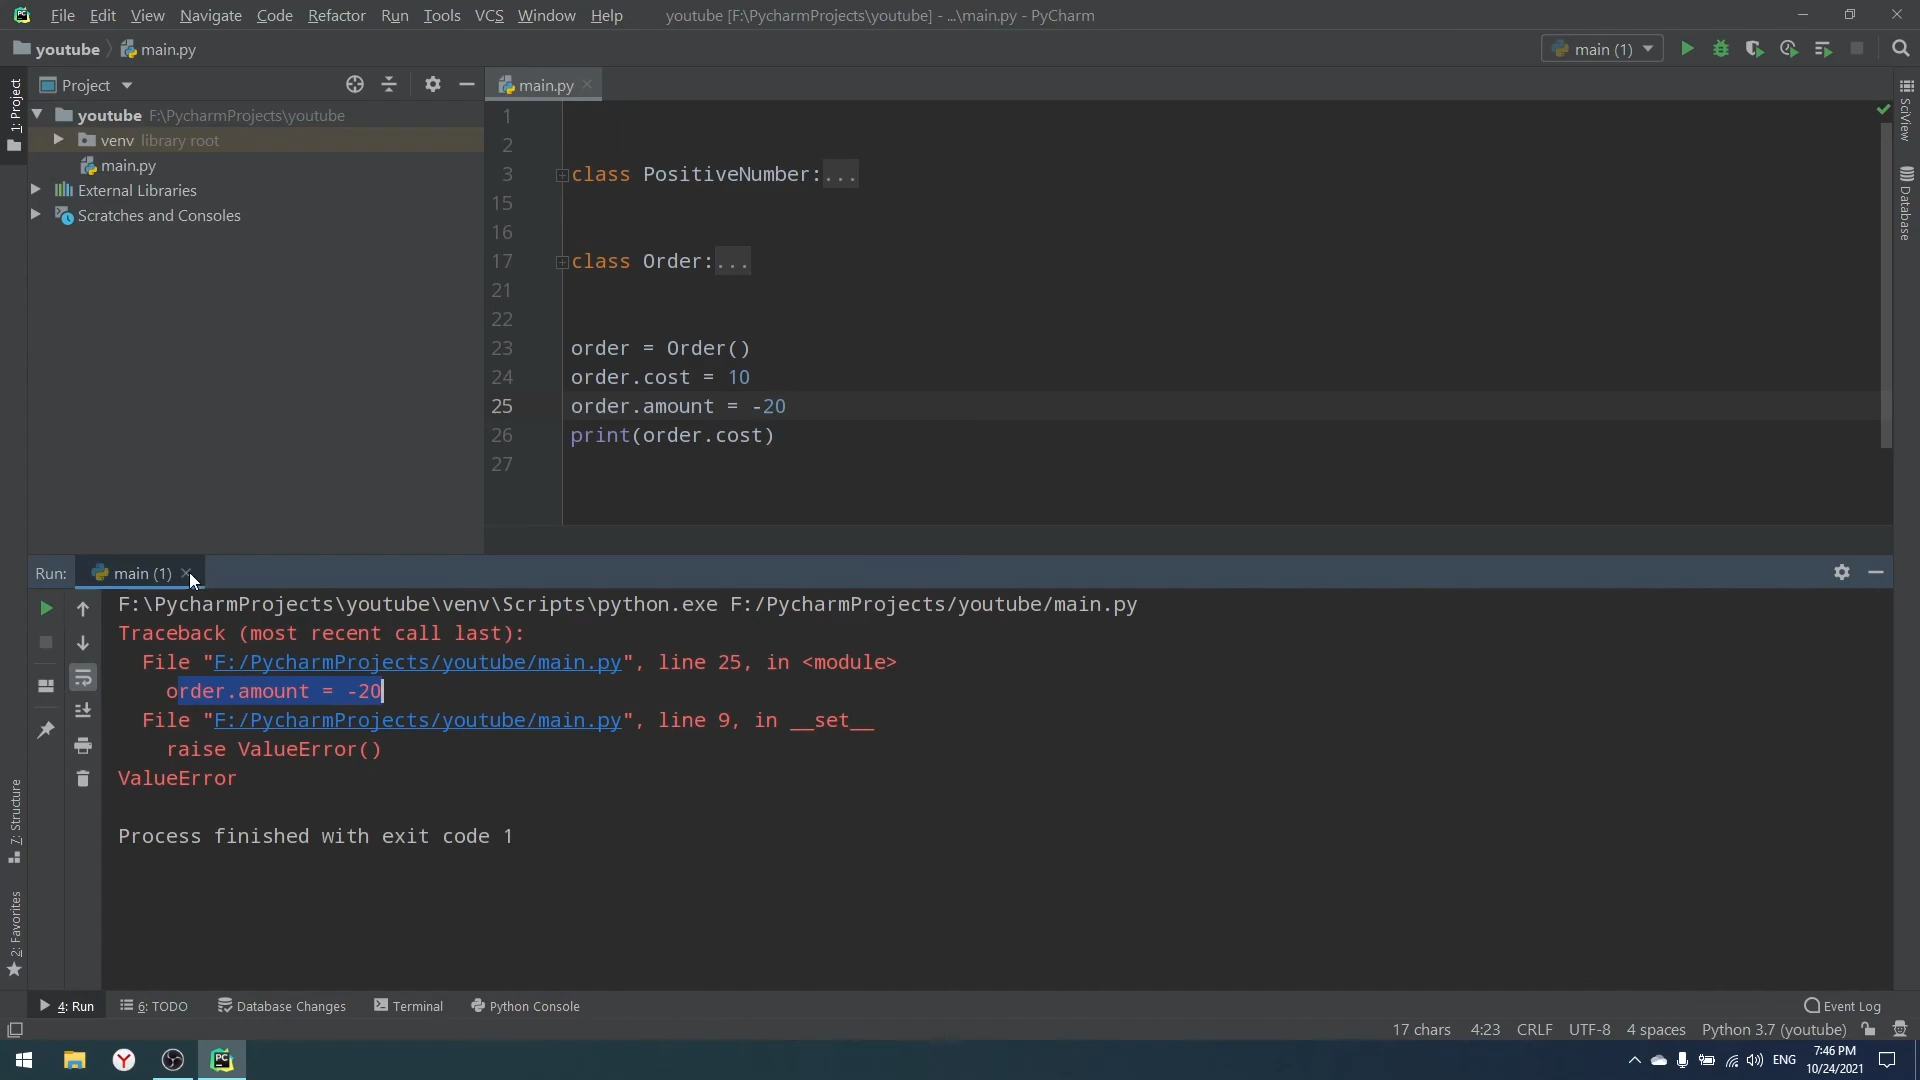 File Edit View Navigate Code Refactor Run Tools VCS Window Help youtube [F:\PycharmProjects\youtube] - ...\main.py - PyCharm
youtube main.py main (1)
1: Project
Project
main.py
youtube F:\PycharmProjects\youtube
venv library root
main.py
External Libraries
Scratches and Consoles
1
2
3 class PositiveNumber:...
15
16
17 class Order:...
21
22
23 order = Order()
24 order.cost = 10
25 order.amount = -20
26 print(order.cost)
27
SciView
Database
Run: main (1)
F:\PycharmProjects\youtube\venv\Scripts\python.exe F:/PycharmProjects/youtube/main.py
Traceback (most recent call last):
File "F:/PycharmProjects/youtube/main.py", line 25, in <module>
order.amount = -20
File "F:/PycharmProjects/youtube/main.py", line 9, in __set__
raise ValueError()
ValueError
Process finished with exit code 1
7: Structure
2: Favorites
4: Run 6: TODO Database Changes Terminal Python Console Event Log
17 chars 4:23 CRLF UTF-8 4 spaces Python 3.7 (youtube)
ENG 7:46 PM
10/24/2021